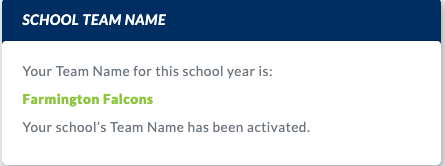 SCHOOL TEAM NAME
Your Team Name for this school year is:
Farmington Falcons
Your school's Team Name has been activated.